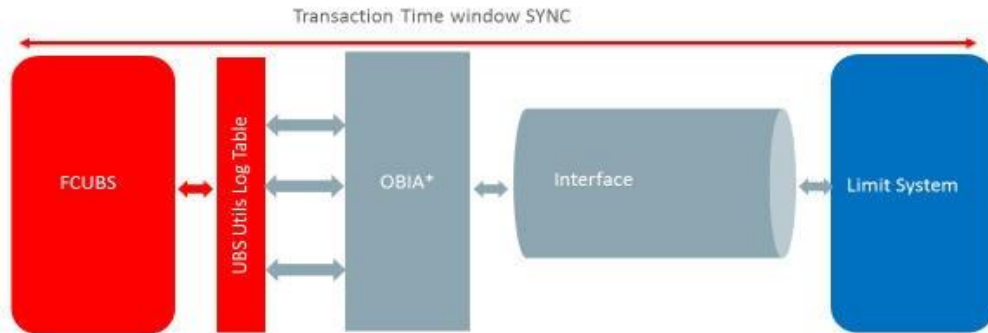 Transaction Time window SYNC
FCUBS
UBS Utils Log Table
OBIA*
Interface
Limit System